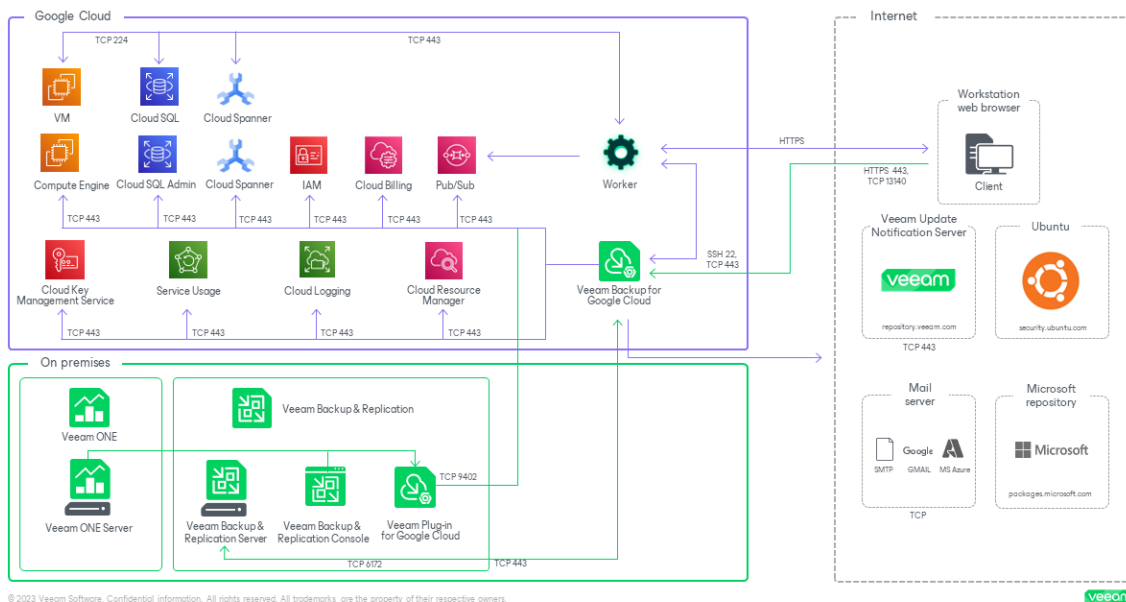 Google Cloud
Internet
TCP 224
TCP 443
VM
Cloud SQL
Cloud Spanner
Workstation
web browser
Compute Engine
Cloud SQL Admin
Cloud Spanner
IAM
Cloud Billing
Pub/Sub
Worker
HTTPS
HTTPS 443,
TCP 13140
Client
TCP 443
TCP 443
TCP 443
TCP 443
TCP 443
TCP 443
Veeam Update
Notification Server
Ubuntu
SSH 22,
TCP 443
veeam
Cloud Key
Management Service
Service Usage
Cloud Logging
Cloud Resource
Manager
Veeam Backup for
Google Cloud
repository.veeam.com
security.ubuntu.com
TCP 443
TCP 443
TCP 443
TCP 443
TCP 443
On premises
Veeam ONE
Veeam Backup & Replication
Mail
server
Microsoft
repository
Google
Microsoft
SMTP
GMAIL
MS Azure
TCP 9402
packages.microsoft.com
TCP
Veeam ONE Server
Veeam Backup &
Replication Server
Veeam Backup &
Replication Console
Veeam Plug-in
for Google Cloud
TCP 6172
TCP 443
© 2023 Veeam Software. Confidential information. All rights reserved. All trademarks are the property of their respective owners.
veeam